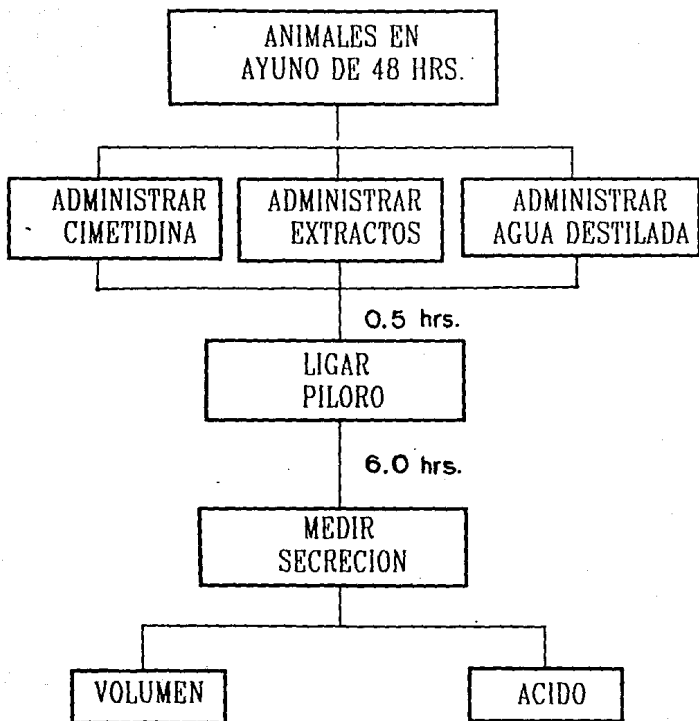 ANIMALES EN
AYUNO DE 48 HRS.
ADMINISTRAR
CIMETIDINA
ADMINISTRAR
EXTRACTOS
ADMINISTRAR
AGUA DESTILADA
0.5 hrs.
LIGAR
PILORO
6.0 hrs.
MEDIR
SECRECION
VOLUMEN
ACIDO